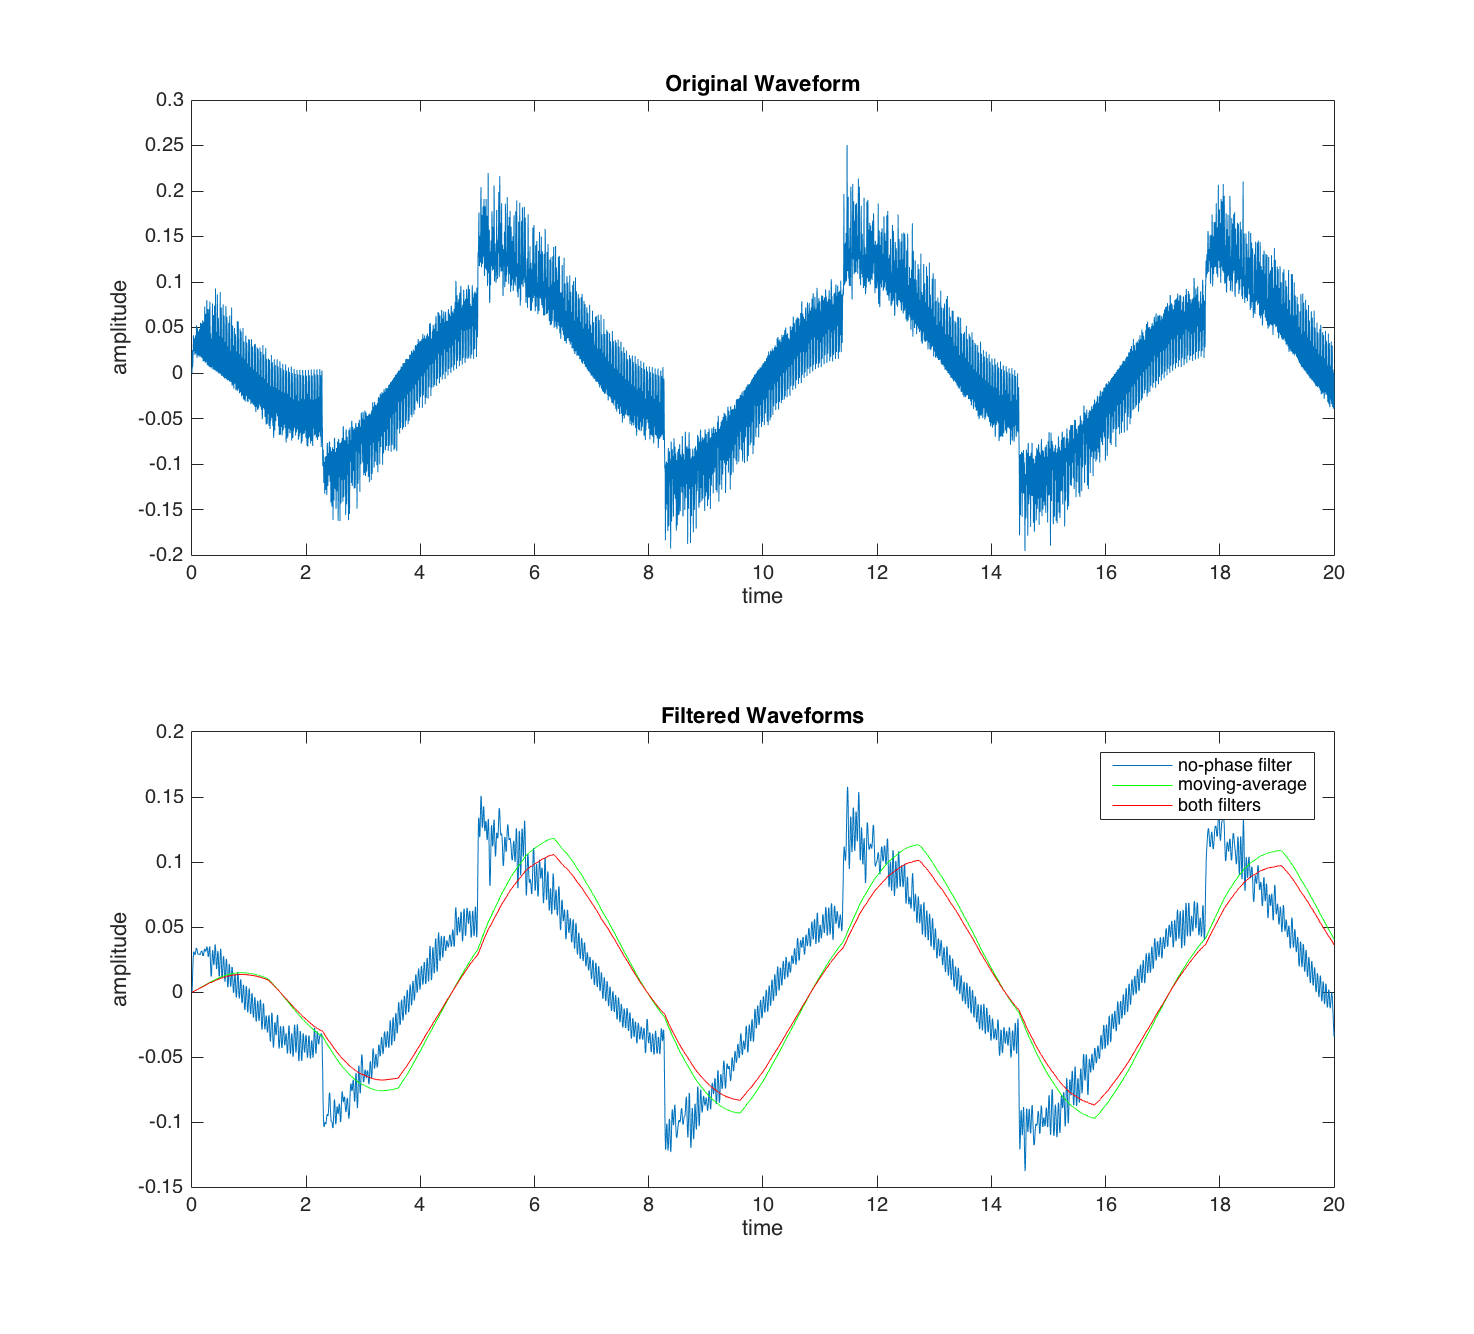 Original Waveform
0.3
0.25
0.2
0.15
0.1
0.05
0
-0.05
-0.1
-0.15
-0.2
amplitude
0 2 4 6 8 10 12 14 16 18 20
time
Filtered Waveforms
0.2
0.15
0.1
0.05
0
-0.05
-0.1
-0.15
amplitude
no-phase filter
moving-average
both filters
0 2 4 6 8 10 12 14 16 18 20
time